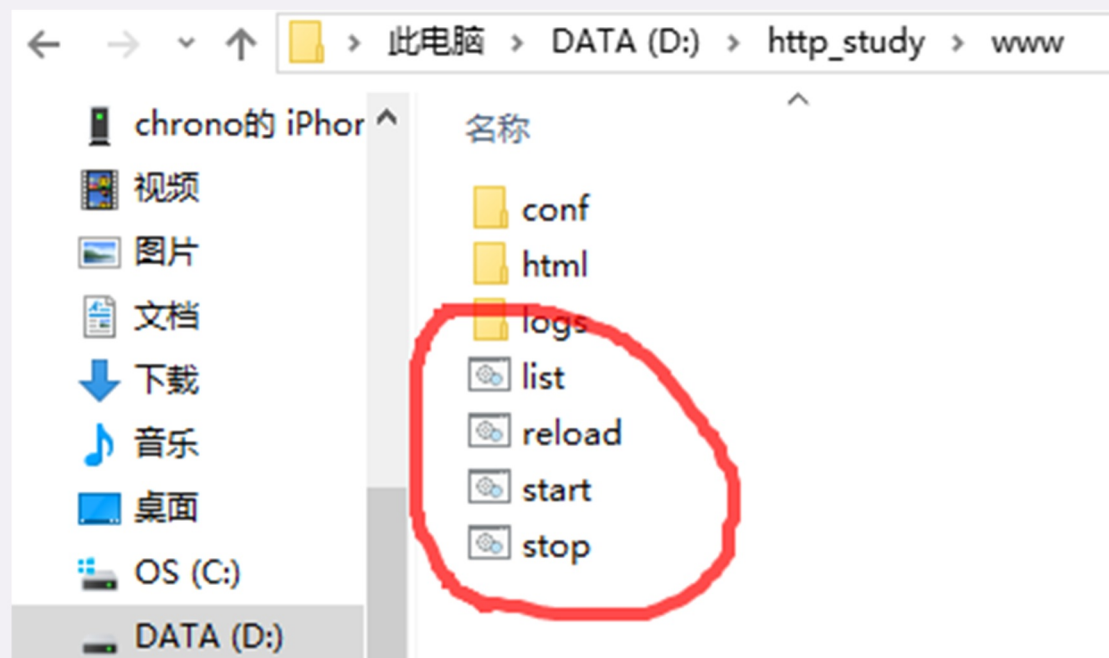 此电脑 > DATA (D:) > http_study > www
chrono的 iPhor
视频
图片
文档
下载
音乐
桌面
OS (C:)
DATA (D:)
名称
conf
html
logs
list
reload
start
stop